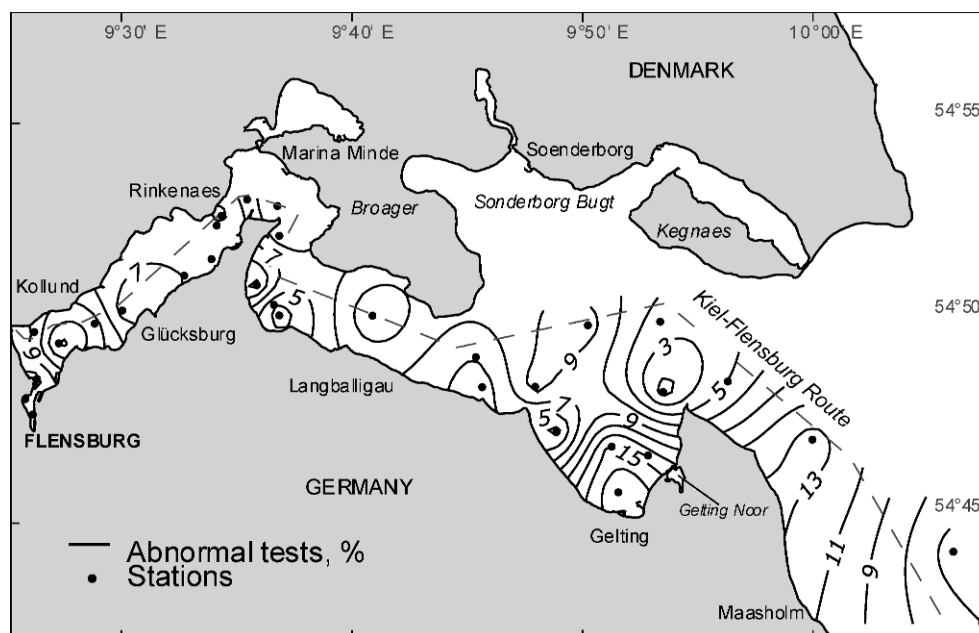 9°30' E 9°40' E 9°50' E 10°00' E
DENMARK
54°55
Marina Minde
Soenderborg
Rinkenaes
Broager
Sonderborg Bugt
Kegnaes
7
Kollund
7
5
54°50
9
Glücksburg
9
3
Kiel-Flensburg Route
Langballigau
7
5
5
9
FLENSBURG
15
13
GERMANY
Gelting Noor
54°45
Gelting
Abnormal tests, %
11
9
Stations
Maasholm